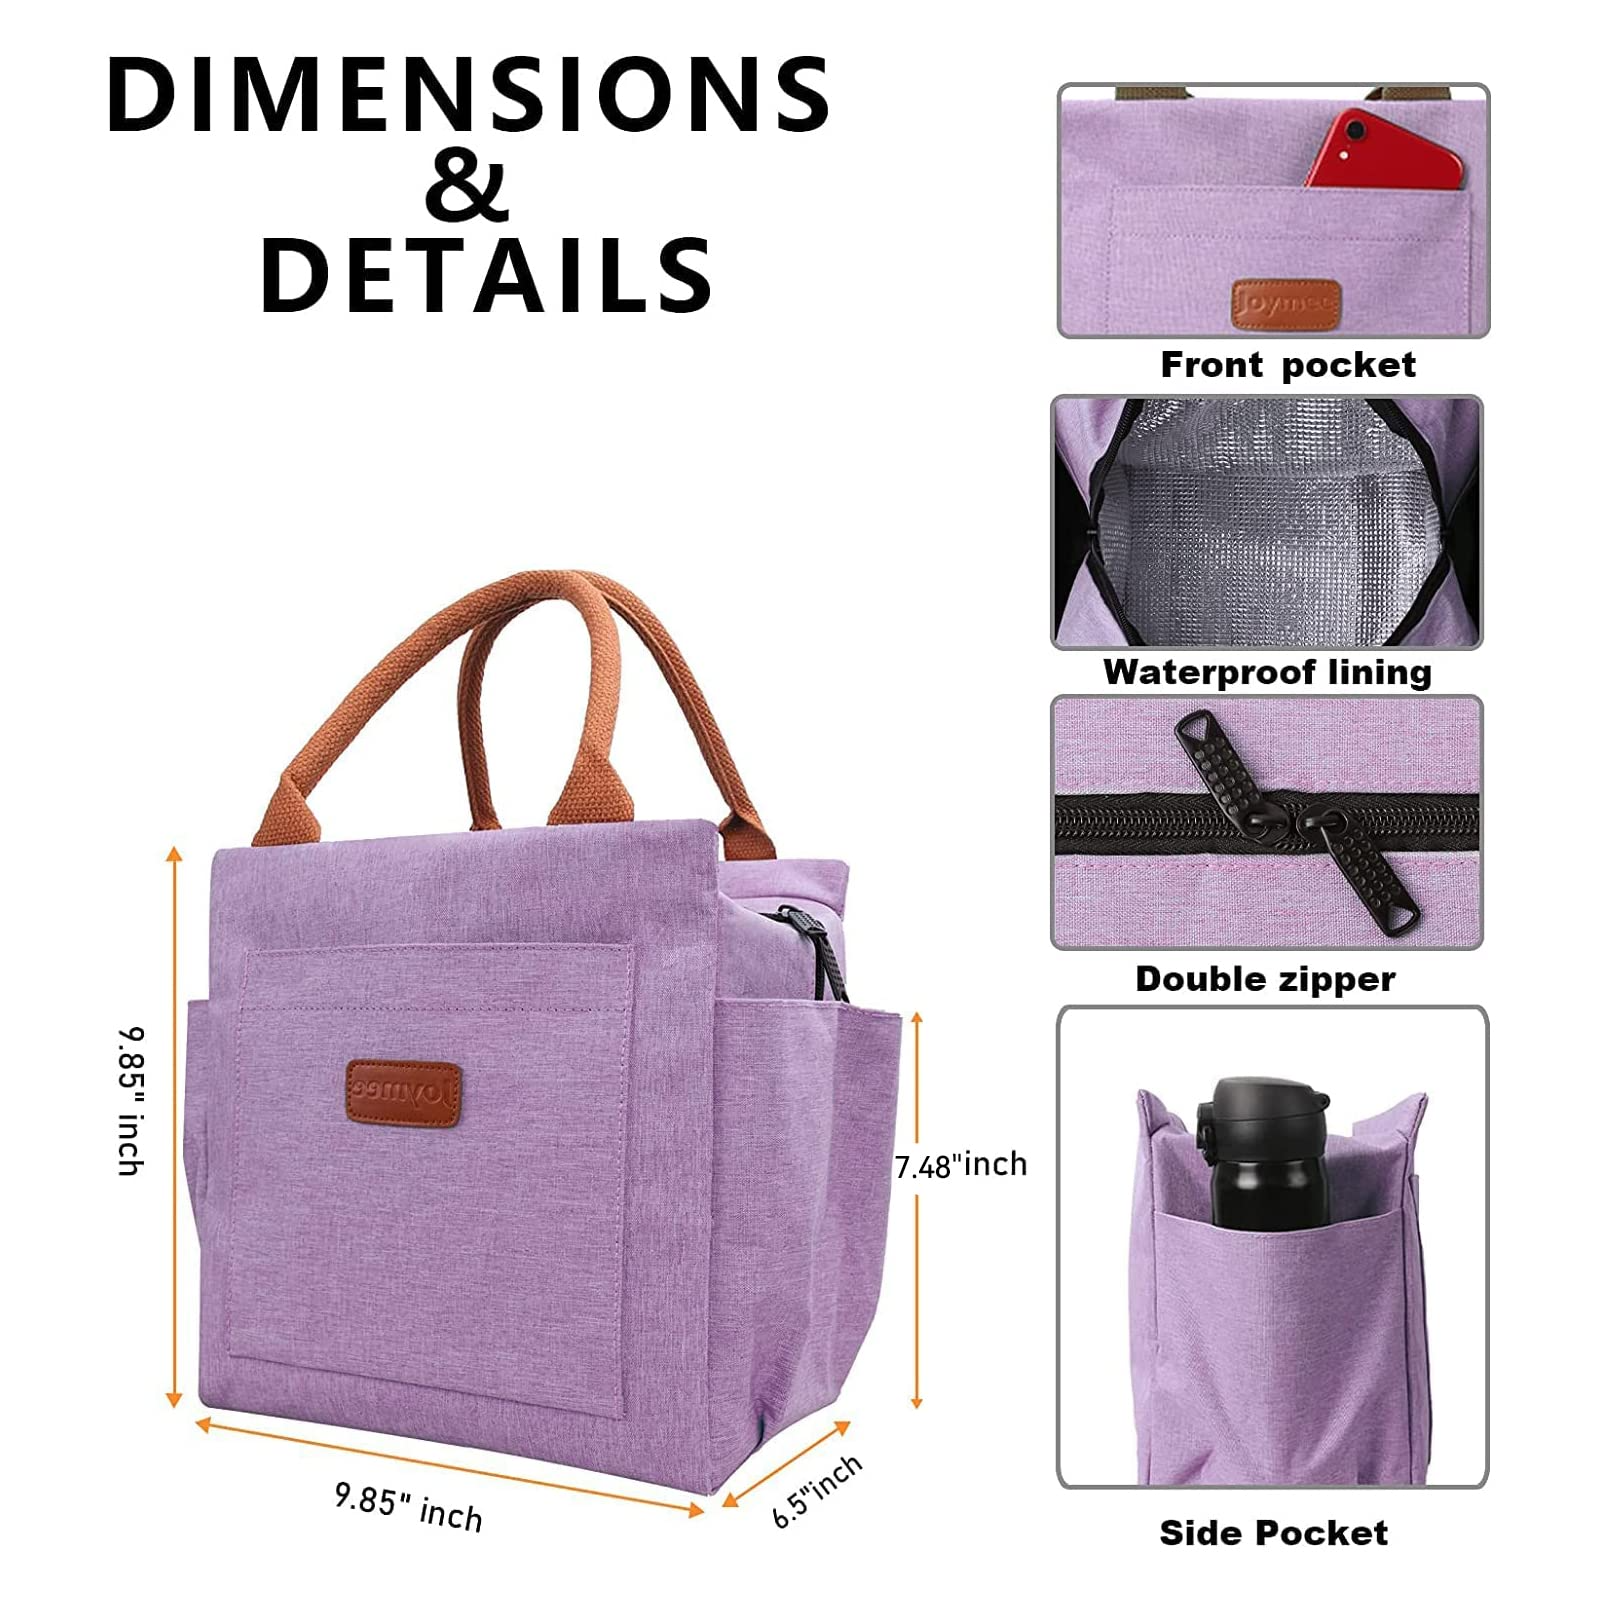 DIMENSIONS
&
DETAILS
Joymee
Front pocket
Waterproof lining
Double zipper
Joymee
9.85" inch
7.48"inch
9.85" inch
6.5"inch
Side Pocket